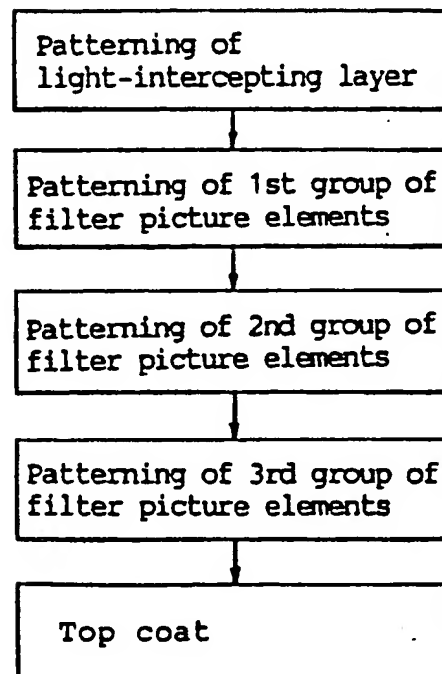 Patterning of
light-intercepting layer
Patterning of 1st group of
filter picture elements
Patterning of 2nd group of
filter picture elements
Patterning of 3rd group of
filter picture elements
Top coat